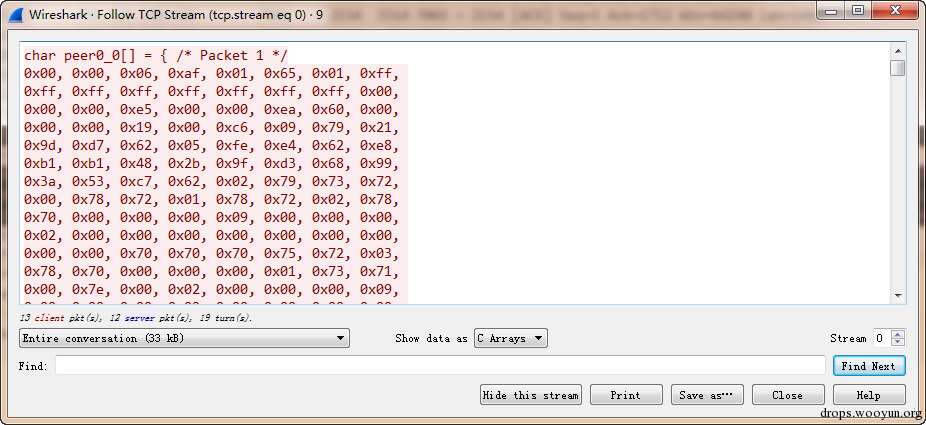 Wireshark · Follow TCP Stream (tcp.stream eq 0) · 9
char peer0_0[] = { /* Packet 1 */
0x00, 0x00, 0x06, 0xaf, 0x01, 0x65, 0x01, 0xff,
0xff, 0xff, 0xff, 0xff, 0xff, 0xff, 0xff, 0x00,
0x00, 0x00, 0xe5, 0x00, 0x00, 0xea, 0x60, 0x00,
0x00, 0x00, 0x19, 0x00, 0xc6, 0x09, 0x79, 0x21,
0x9d, 0xd7, 0x62, 0x05, 0xfe, 0xe4, 0x62, 0xe8,
0xb1, 0xb1, 0x48, 0x2b, 0x9f, 0xd3, 0x68, 0x99,
0x3a, 0x53, 0xc7, 0x62, 0x02, 0x79, 0x73, 0x72,
0x00, 0x78, 0x72, 0x01, 0x78, 0x72, 0x02, 0x78,
0x70, 0x00, 0x00, 0x00, 0x09, 0x00, 0x00, 0x00,
0x02, 0x00, 0x00, 0x00, 0x00, 0x00, 0x00, 0x00,
0x00, 0x00, 0x70, 0x70, 0x70, 0x75, 0x72, 0x03,
0x78, 0x70, 0x00, 0x00, 0x00, 0x01, 0x73, 0x71,
0x00, 0x7e, 0x00, 0x02, 0x00, 0x00, 0x00, 0x09,
13 client pkt(s), 12 server pkt(s), 19 turn(s).
Entire conversation (33 kB)
Show data as
C Arrays
Stream
0
Find:
Find Next
Hide this stream
Print
Save as…
Close
Help
drops.wooyun.org